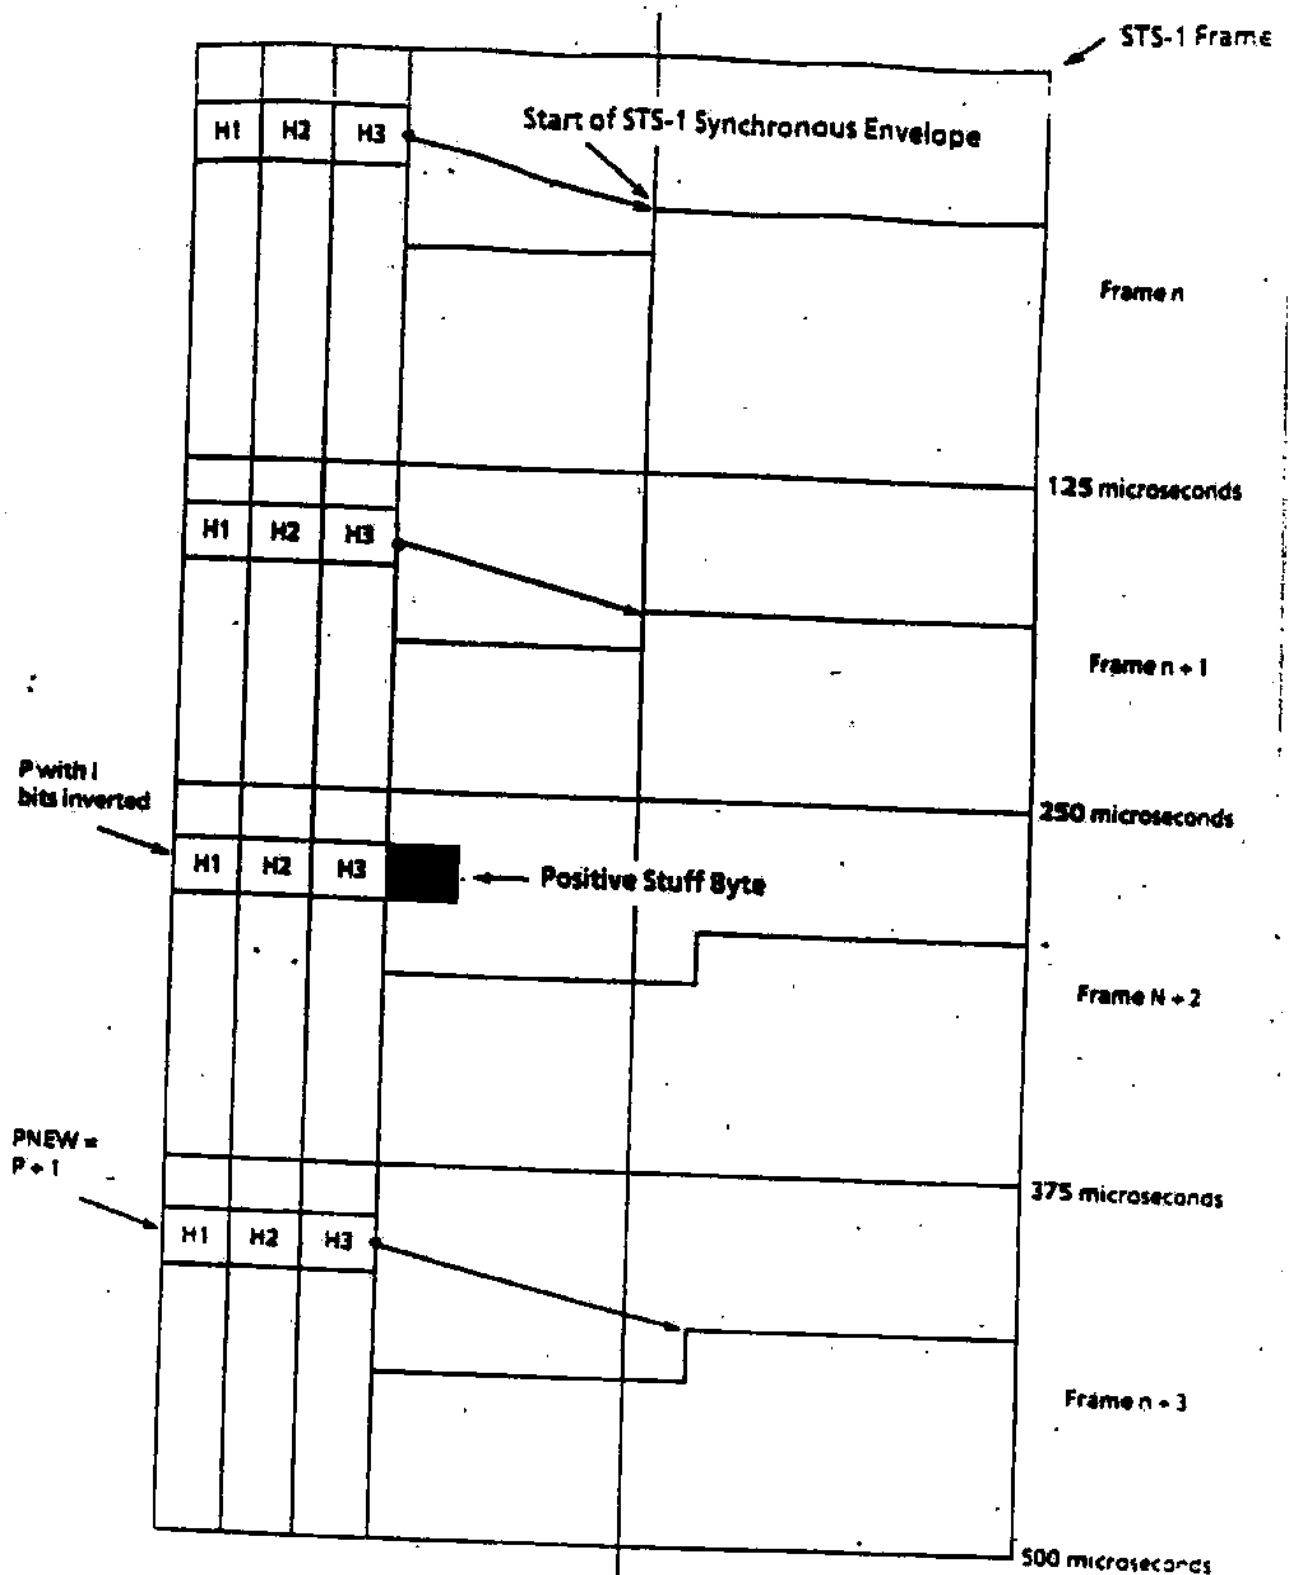 STS-1 Frame
H1 H2 H3
Start of STS-1 Synchronous Envelope
Frame n
125 microseconds
H1 H2 H3
Frame n + 1
P with I
bits inverted
250 microseconds
H1 H2 H3
Positive Stuff Byte
Frame N + 2
PNEW =
P + 1
375 microseconds
H1 H2 H3
Frame n + 3
500 microseconds